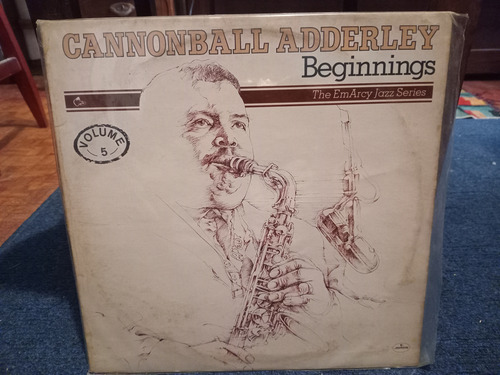 CANNONBALL ADDERLEY
Beginnings
The EmArcy Jazz Series
VOLUME
5